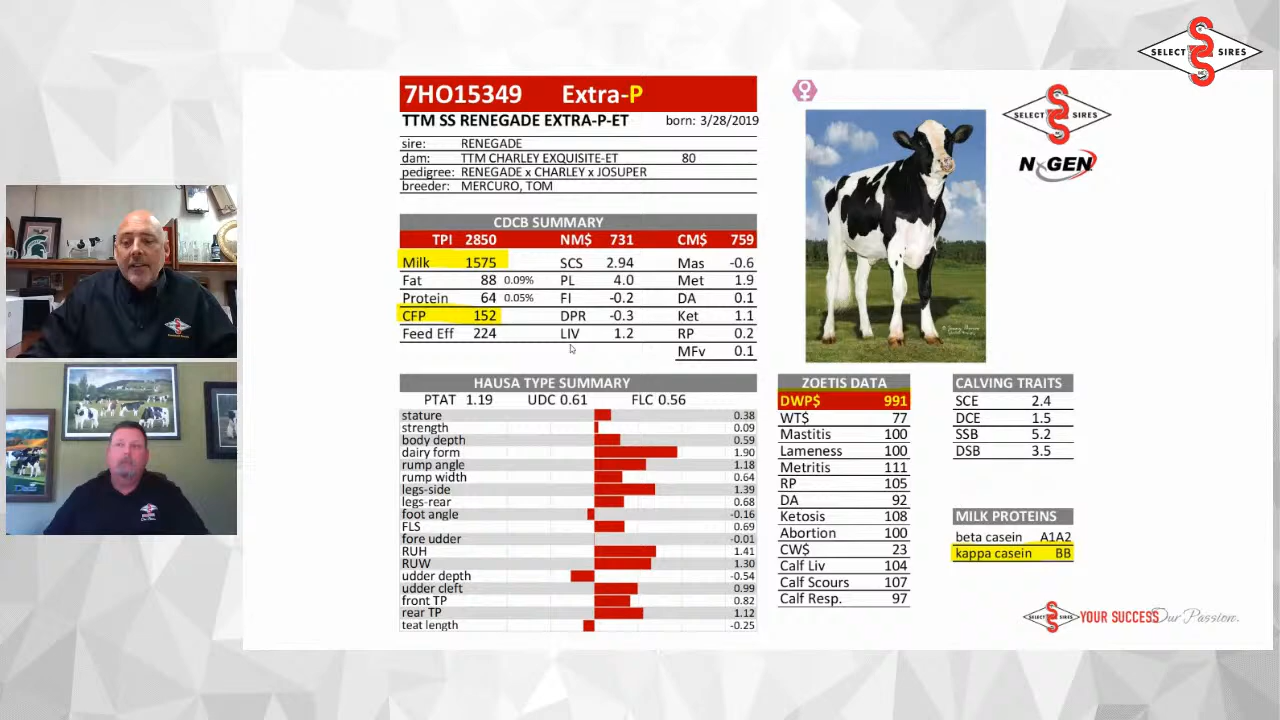 SELECT SIRES
INC
7HO15349 Extra-P
TTM SS RENEGADE EXTRA-P-ET born: 3/28/2019
sire: RENEGADE
dam: TTM CHARLEY EXQUISITE-ET 80
pedigree: RENEGADE x CHARLEY x JOSUPER
breeder: MERCURO, TOM
CDCB SUMMARY
TPI 2850 NM$ 731 CM$ 759
Milk 1575 SCS 2.94 Mas -0.6
Fat 88 0.09% PL 4.0 Met 1.9
Protein 64 0.05% FI -0.2 DA 0.1
CFP 152 DPR -0.3 Ket 1.1
Feed Eff 224 LIV 1.2 RP 0.2
MFv 0.1
HAUSA TYPE SUMMARY
PTAT 1.19 UDC 0.61 FLC 0.56
stature 0.38
strength 0.09
body depth 0.59
dairy form 1.90
rump angle 1.18
rump width 0.64
legs-side 1.39
legs-rear 0.68
foot angle -0.16
FLS 0.69
fore udder -0.01
RUH 1.41
RUW 1.30
udder depth -0.54
udder cleft 0.99
front TP 0.82
rear TP 1.12
teat length -0.25
SELECT SIRES
NxGEN
ZOETIS DATA
DWP$ 991
WT$ 77
Mastitis 100
Lameness 100
Metritis 111
RP 105
DA 92
Ketosis 108
Abortion 100
CW$ 23
Calf Liv 104
Calf Scours 107
Calf Resp. 97
CALVING TRAITS
SCE 2.4
DCE 1.5
SSB 5.2
DSB 3.5
MILK PROTEINS
beta casein A1A2
kappa casein BB
SELECT SIRES YOUR SUCCESS Our Passion.